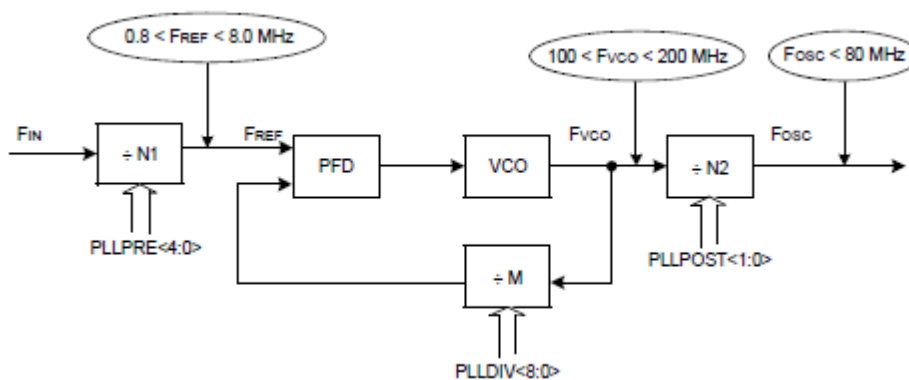 0.8 < FREF < 8.0 MHz
100 < FVCO < 200 MHz
FOSC < 80 MHz
FIN
÷ N1
FREF
PFD
VCO
FVCO
÷ N2
FOSC
PLLPRE<4:0>
÷ M
PLLPOST<1:0>
PLLDIV<8:0>